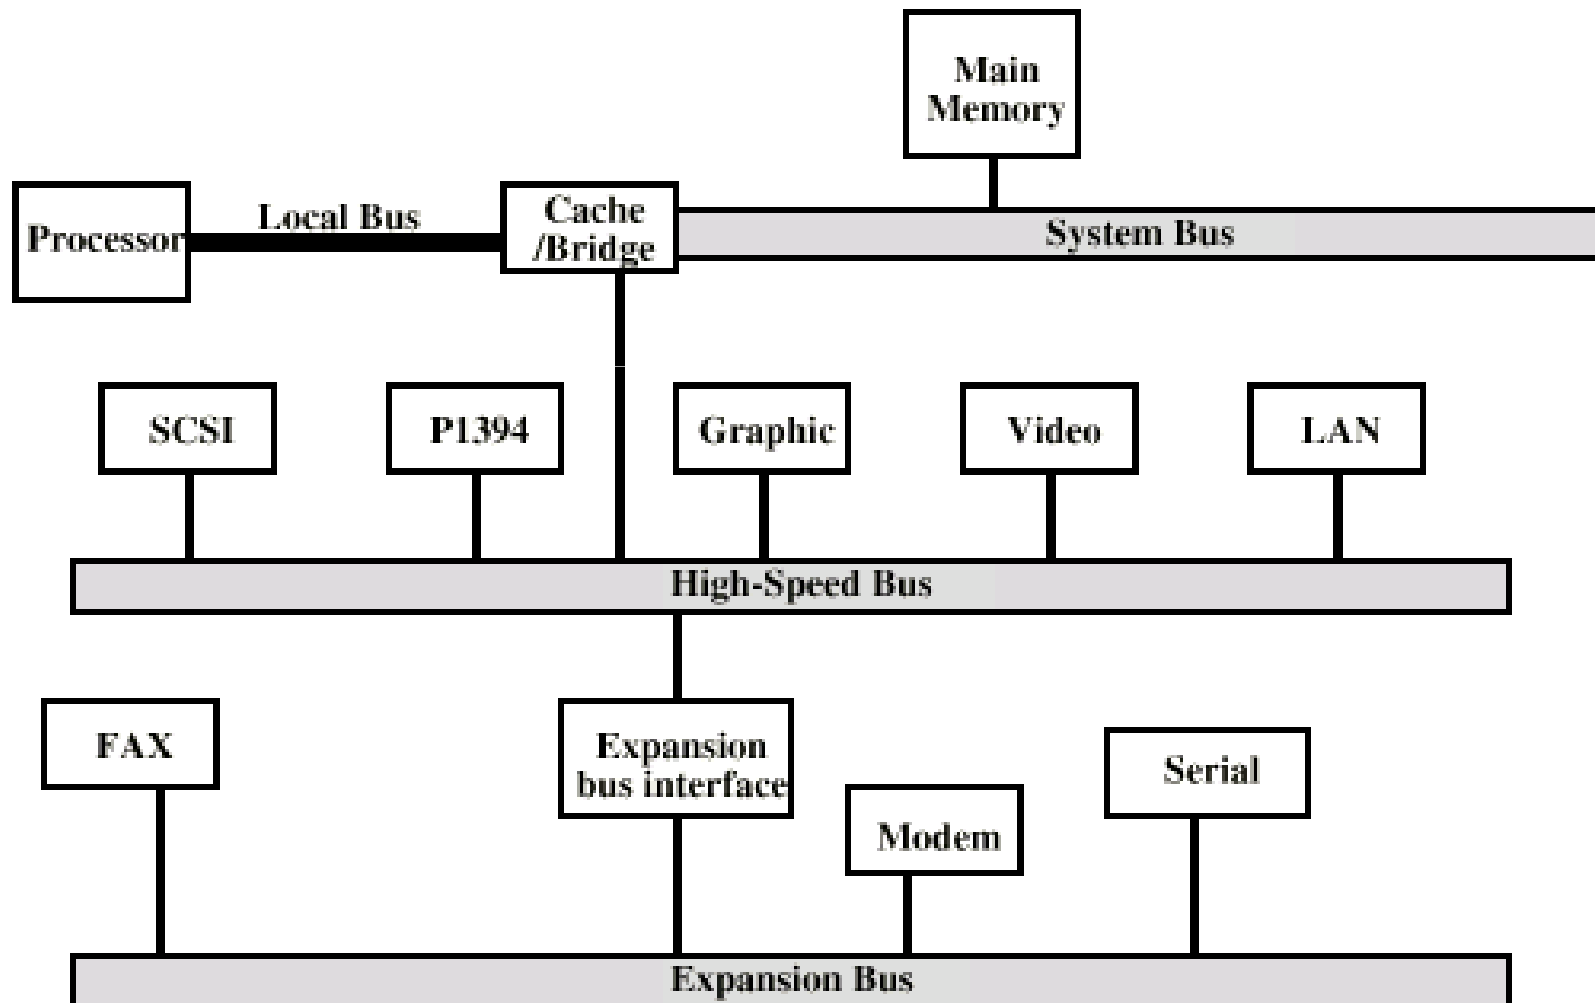 Main
Memory
Processor
Local Bus
Cache
/Bridge
System Bus
SCSI
P1394
Graphic
Video
LAN
High-Speed Bus
FAX
Expansion
bus interface
Modem
Serial
Expansion Bus